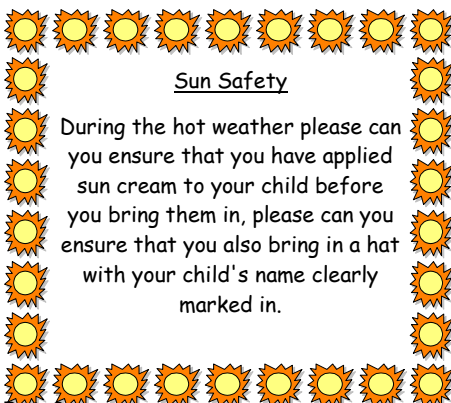 Sun Safety
During the hot weather please can
you ensure that you have applied
sun cream to your child before
you bring them in, please can you
ensure that you also bring in a hat
with your child's name clearly
marked in.